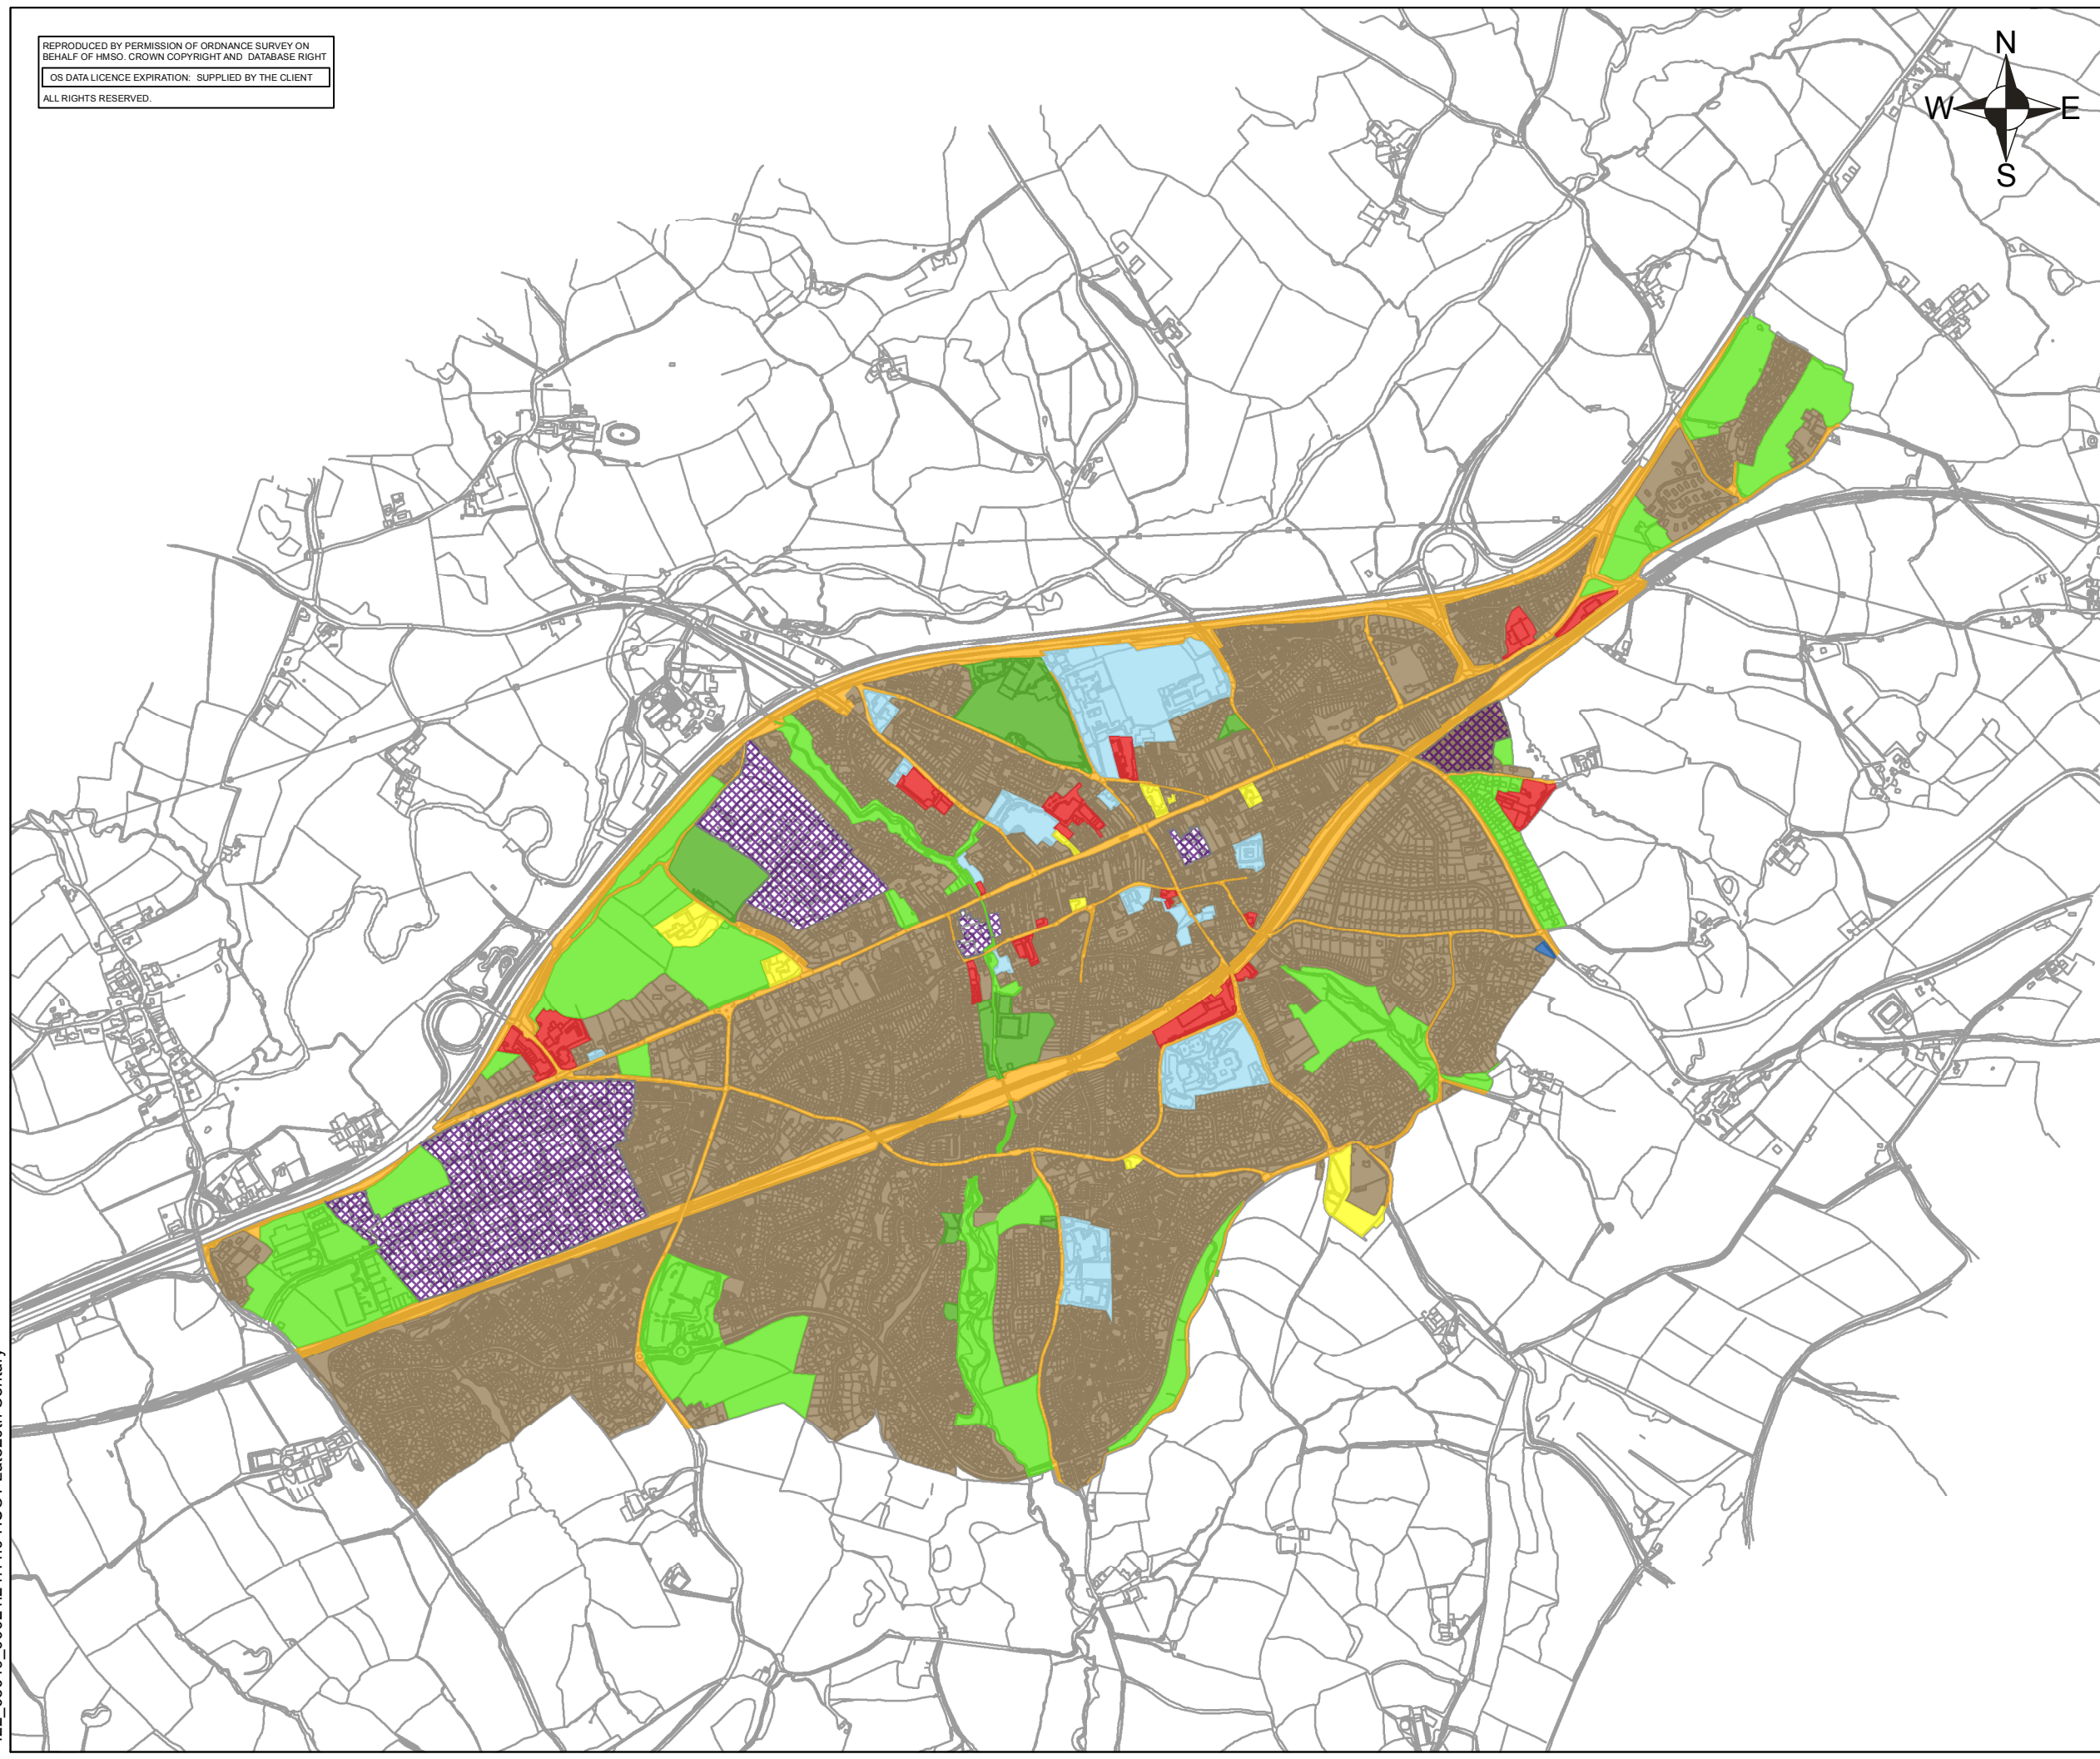 REPRODUCED BY PERMISSION OF ORDNANCE SURVEY ON
BEHALF OF HMSO. CROWN COPYRIGHT AND DATABASE RIGHT
OS DATA LICENCE EXPIRATION: SUPPLIED BY THE CLIENT
ALL RIGHTS RESERVED.
N
W E
S